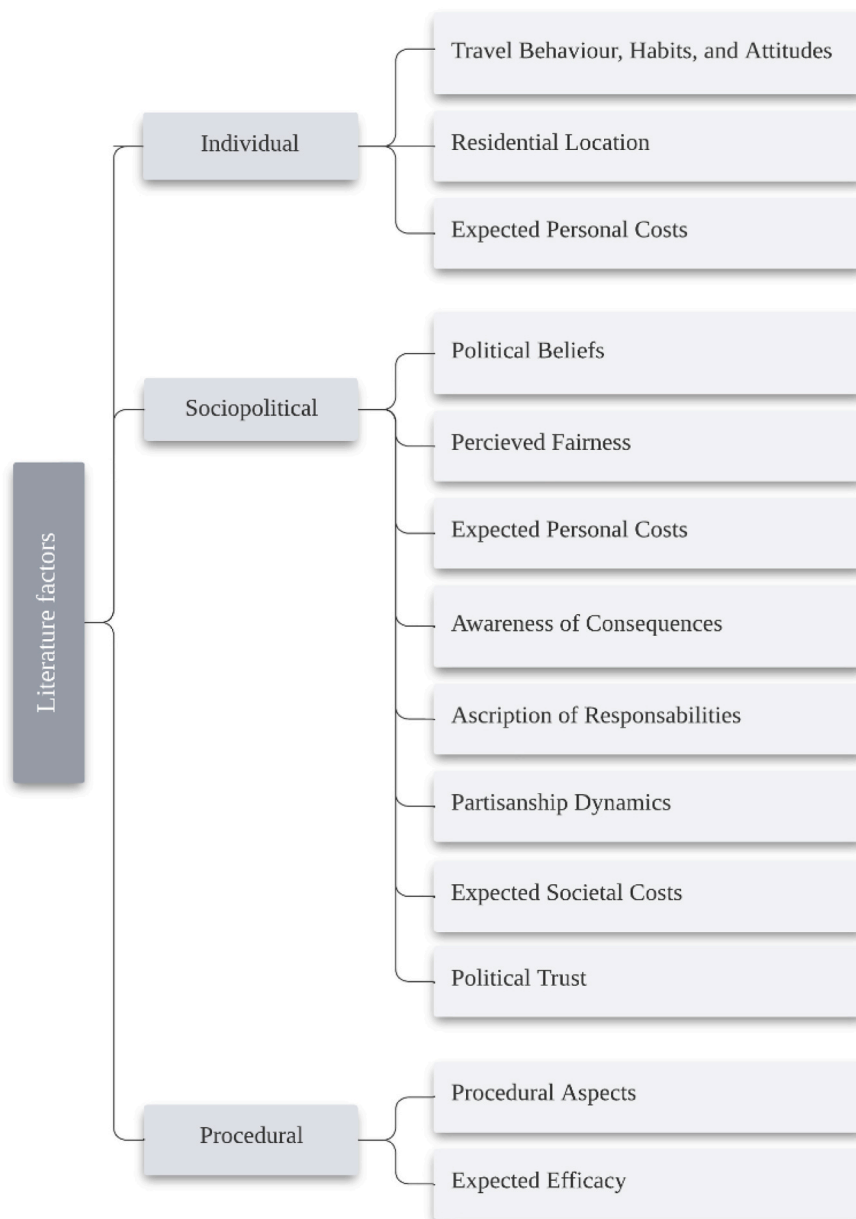 Literature factors
Individual
Travel Behaviour, Habits, and Attitudes
Residential Location
Expected Personal Costs
Sociopolitical
Political Beliefs
Percieved Fairness
Expected Personal Costs
Awareness of Consequences
Ascription of Responsabilities
Partisanship Dynamics
Expected Societal Costs
Political Trust
Procedural
Procedural Aspects
Expected Efficacy